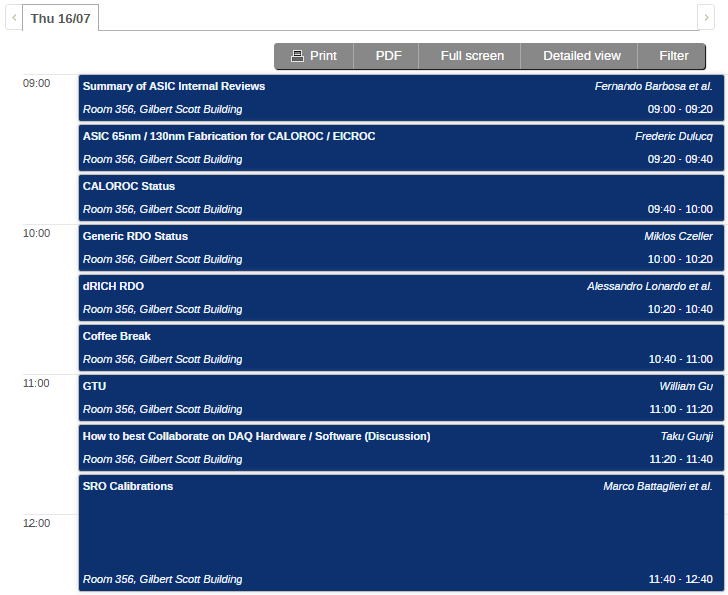 Thu 16/07
Print PDF Full screen Detailed view Filter
09:00
Summary of ASIC Internal Reviews Fernando Barbosa et al.
Room 356, Gilbert Scott Building 09:00 - 09:20
ASIC 65nm / 130nm Fabrication for CALOROC / EICROC Frederic Dulucq
Room 356, Gilbert Scott Building 09:20 - 09:40
CALOROC Status
Room 356, Gilbert Scott Building 09:40 - 10:00
10:00
Generic RDO Status Miklos Czeller
Room 356, Gilbert Scott Building 10:00 - 10:20
dRICH RDO Alessandro Lonardo et al.
Room 356, Gilbert Scott Building 10:20 - 10:40
Coffee Break
Room 356, Gilbert Scott Building 10:40 - 11:00
11:00
GTU William Gu
Room 356, Gilbert Scott Building 11:00 - 11:20
How to best Collaborate on DAQ Hardware / Software (Discussion) Taku Gunji
Room 356, Gilbert Scott Building 11:20 - 11:40
SRO Calibrations Marco Battaglieri et al.
12:00
Room 356, Gilbert Scott Building 11:40 - 12:40